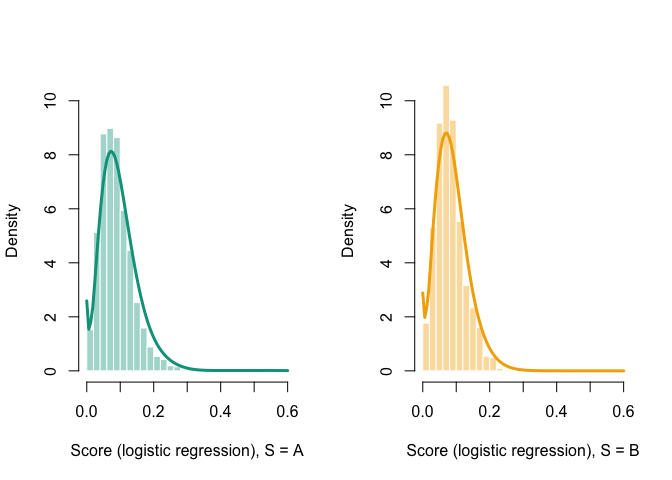 Density
0 2 4 6 8 10
0.0 0.2 0.4 0.6
Score (logistic regression), S = A
Density
0 2 4 6 8 10
0.0 0.2 0.4 0.6
Score (logistic regression), S = B